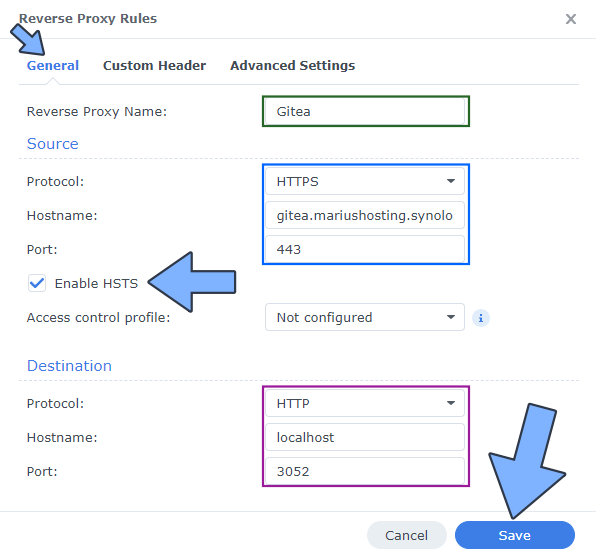 Reverse Proxy Rules
General Custom Header Advanced Settings
Reverse Proxy Name: Gitea
Source
Protocol: HTTPS
Hostname: gitea.mariushosting.synolo
Port: 443
Enable HSTS
Access control profile: Not configured
Destination
Protocol: HTTP
Hostname: localhost
Port: 3052
Cancel Save